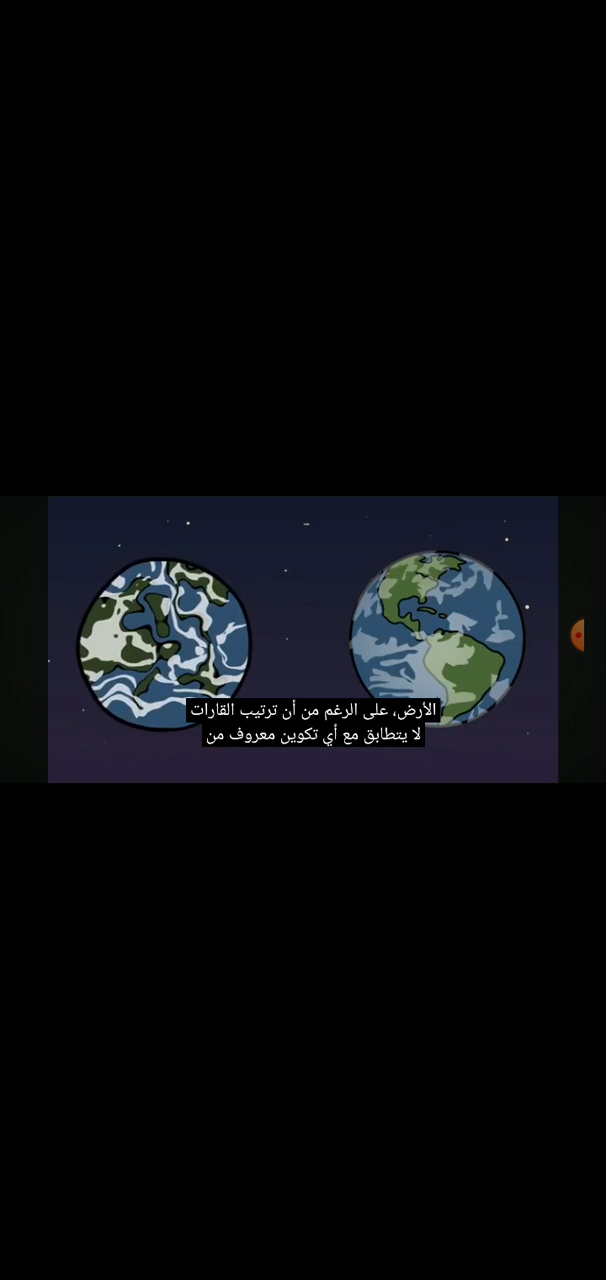 الأرض، على الرغم من أن ترتيب القارات
لا يتطابق مع أي تكوين معروف من